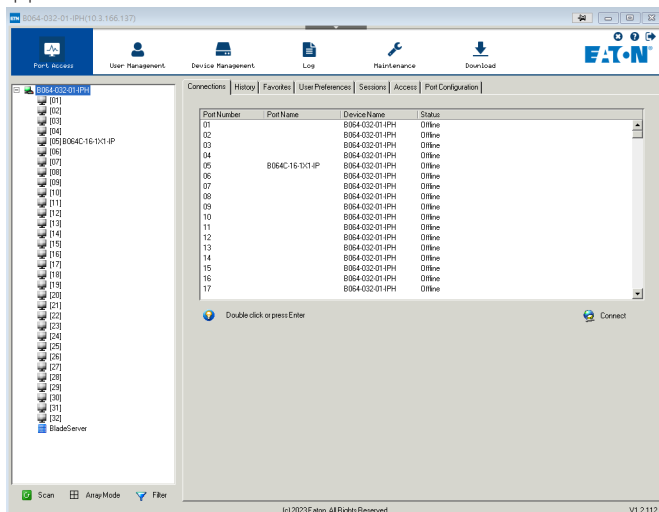 B064-032-01-IPH(10.3.166.137)
Port Access User Management Device Management Log Maintenance Download
EATON
B064-032-01-IPH
[01]
[02]
[03]
[04]
[05] B064C-16-1X1-IP
[06]
[07]
[08]
[09]
[10]
[11]
[12]
[13]
[14]
[15]
[16]
[17]
[18]
[19]
[20]
[21]
[22]
[23]
[24]
[25]
[26]
[27]
[28]
[29]
[30]
[31]
[32]
BladeServer
Scan Array Mode Filter
Connections History Favorites User Preferences Sessions Access Port Configuration
Port Number Port Name Device Name Status
01 B064-032-01-IPH Offline
02 B064-032-01-IPH Offline
03 B064-032-01-IPH Offline
04 B064-032-01-IPH Offline
05 B064C-16-1X1-IP B064-032-01-IPH Offline
06 B064-032-01-IPH Offline
07 B064-032-01-IPH Offline
08 B064-032-01-IPH Offline
09 B064-032-01-IPH Offline
10 B064-032-01-IPH Offline
11 B064-032-01-IPH Offline
12 B064-032-01-IPH Offline
13 B064-032-01-IPH Offline
14 B064-032-01-IPH Offline
15 B064-032-01-IPH Offline
16 B064-032-01-IPH Offline
17 B064-032-01-IPH Offline
Double click or press Enter Connect
(c) 2023 Eaton. All Rights Reserved. V1.2.112